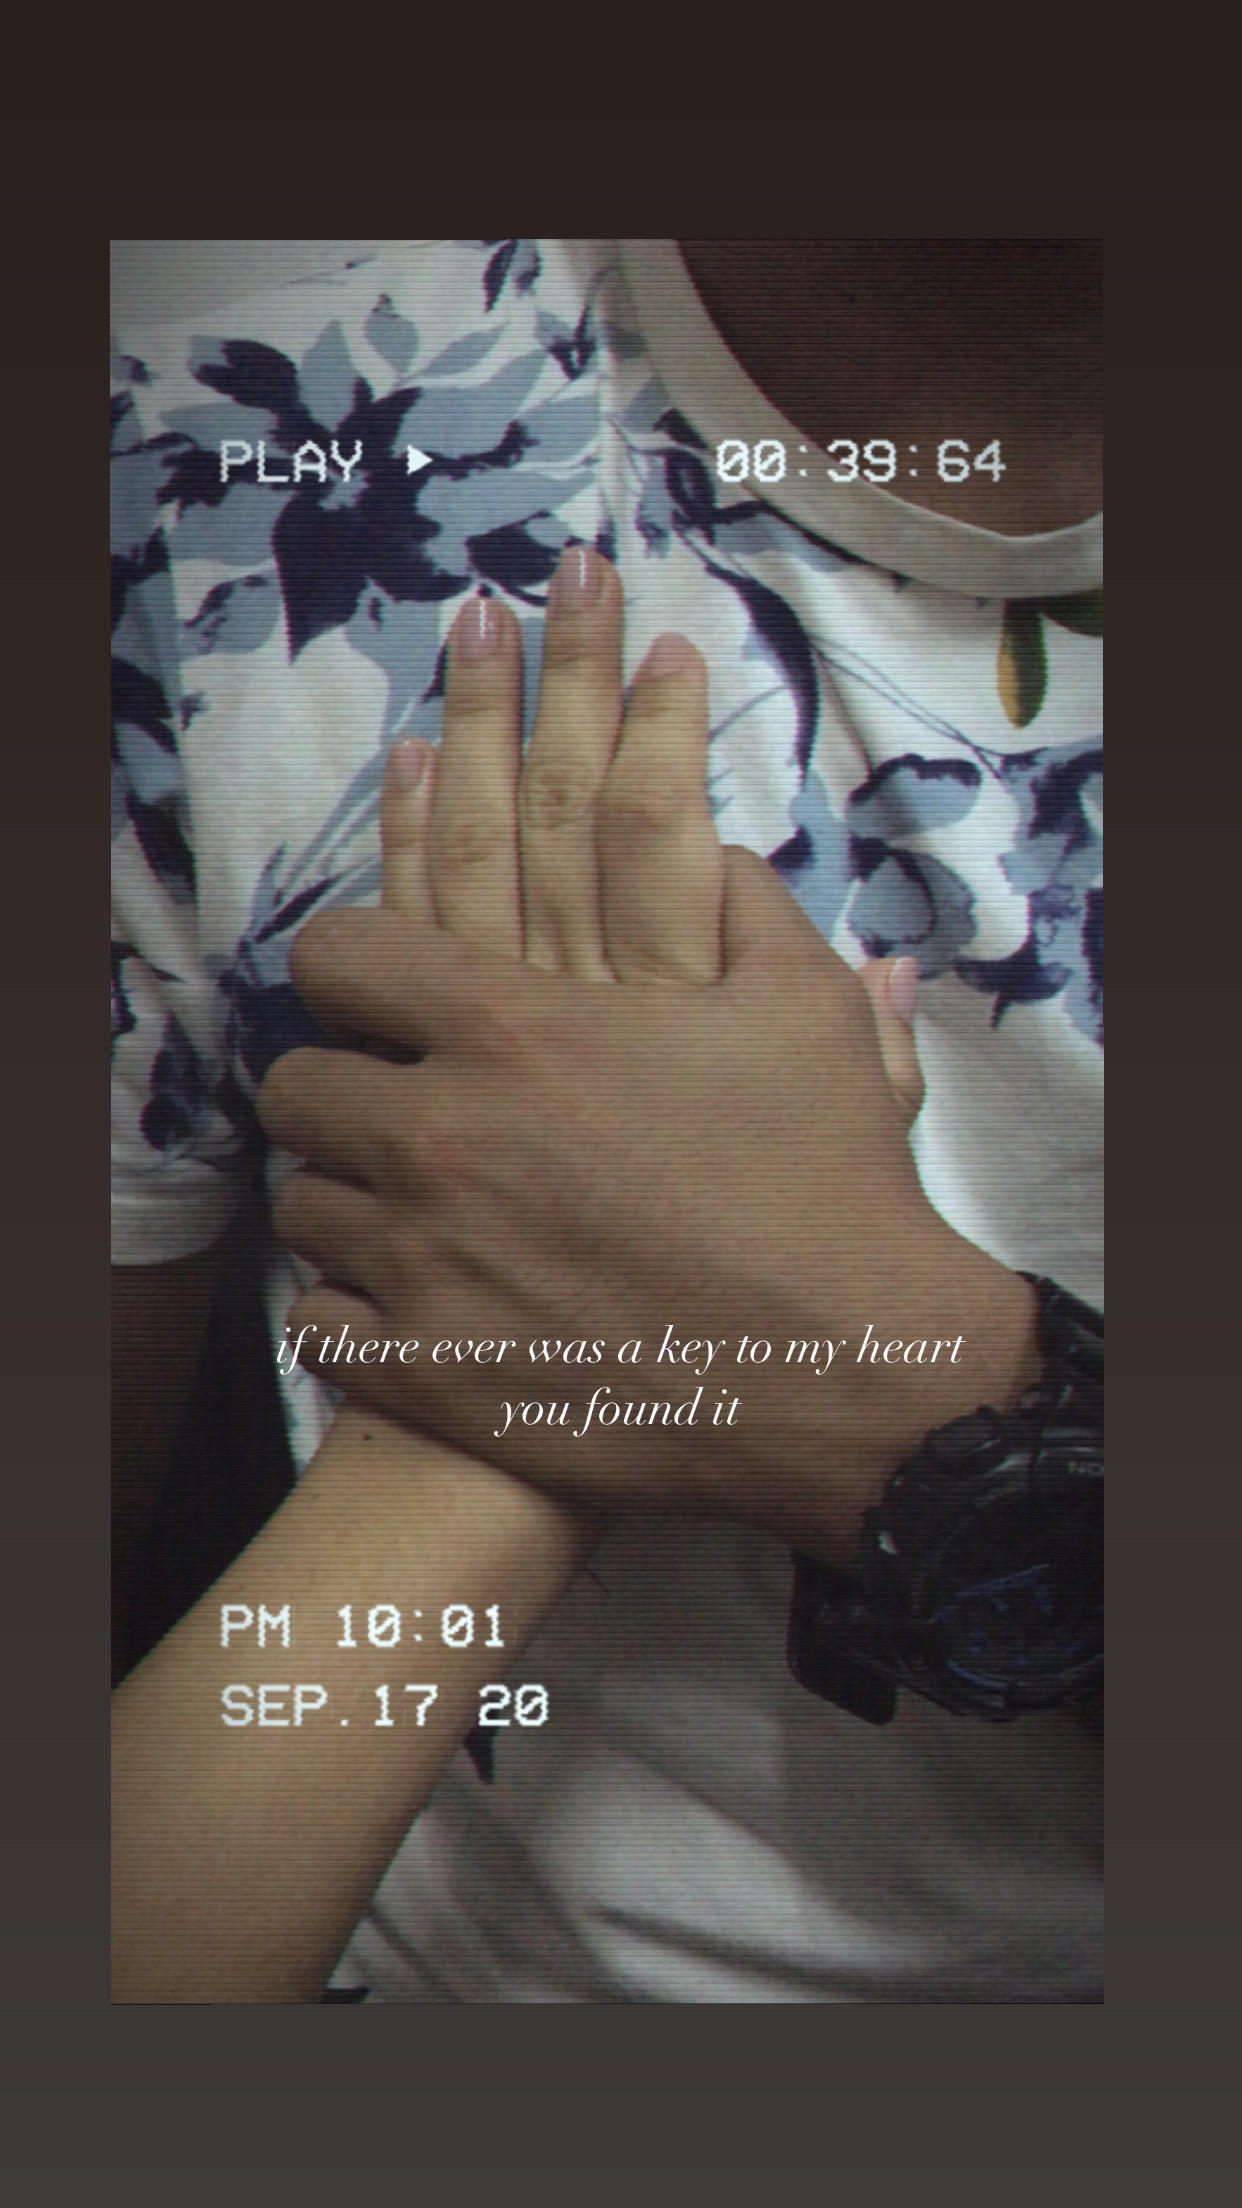 PLAY ▶ 00:39:64
if there ever was a key to my heart
you found it
PM 10:01
SEP.17 20